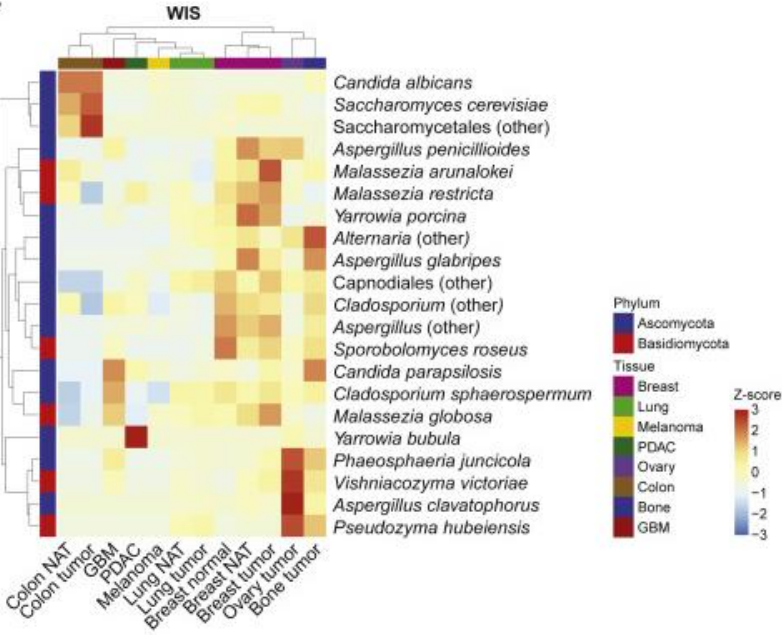 WIS
Candida albicans
Saccharomyces cerevisiae
Saccharomycetales (other)
Aspergillus penicillioides
Malassezia arunalokei
Malassezia restricta
Yarrowia porcina
Alternaria (other)
Aspergillus glabripes
Capnodiales (other)
Cladosporium (other)
Aspergillus (other)
Sporobolomyces roseus
Candida parapsilosis
Cladosporium sphaerospermum
Malassezia globosa
Yarrowia bubula
Phaeosphaeria juncicola
Vishniacozyma victoriae
Aspergillus clavatophorus
Pseudozyma hubeiensis
Colon NAT
Colon tumor
GBM
PDAC
Melanoma
Lung NAT
Lung tumor
Breast normal
Breast NAT
Breast tumor
Ovary tumor
Bone tumor
Phylum
Ascomycota
Basidiomycota
Tissue
Breast
Lung
Melanoma
PDAC
Ovary
Colon
Bone
GBM
Z-score
3
2
1
0
−1
−2
−3